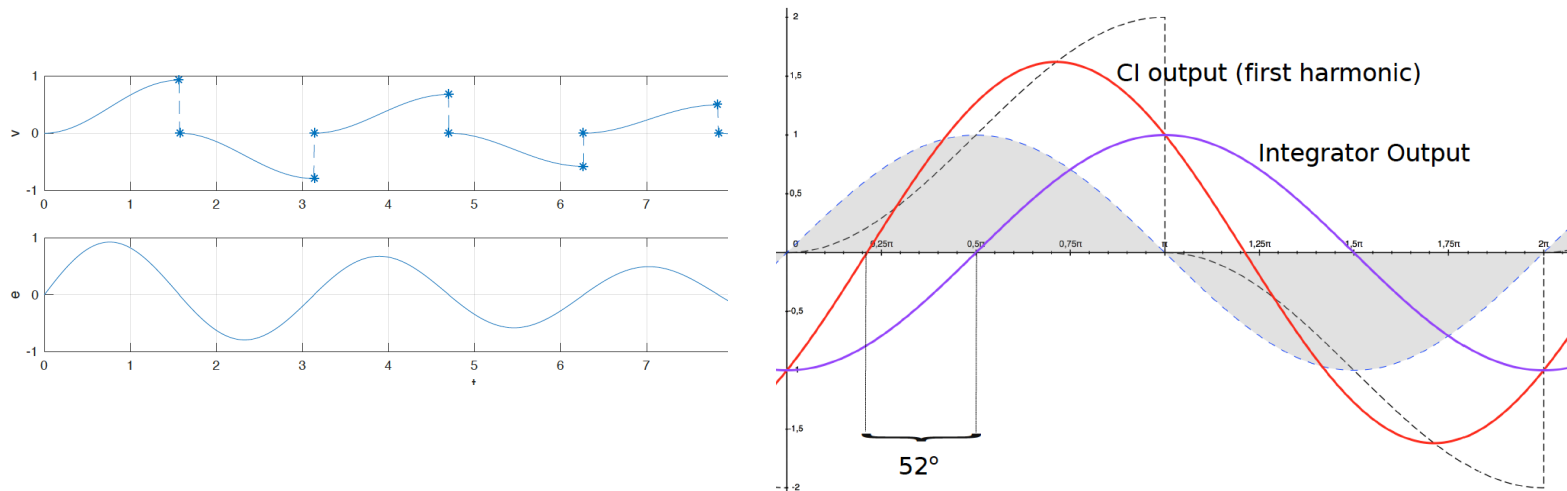 1
v
0
-1
0 1 2 3 4 5 6 7
1
e
0
-1
0 1 2 3 4 5 6 7
t
2
1,5
CI output (first harmonic)
1
Integrator Output
0,5
0 0,25π 0,5π 0,75π π 1,25π 1,5π 1,75π 2π
-0,5
-1
-1,5
-2
52°